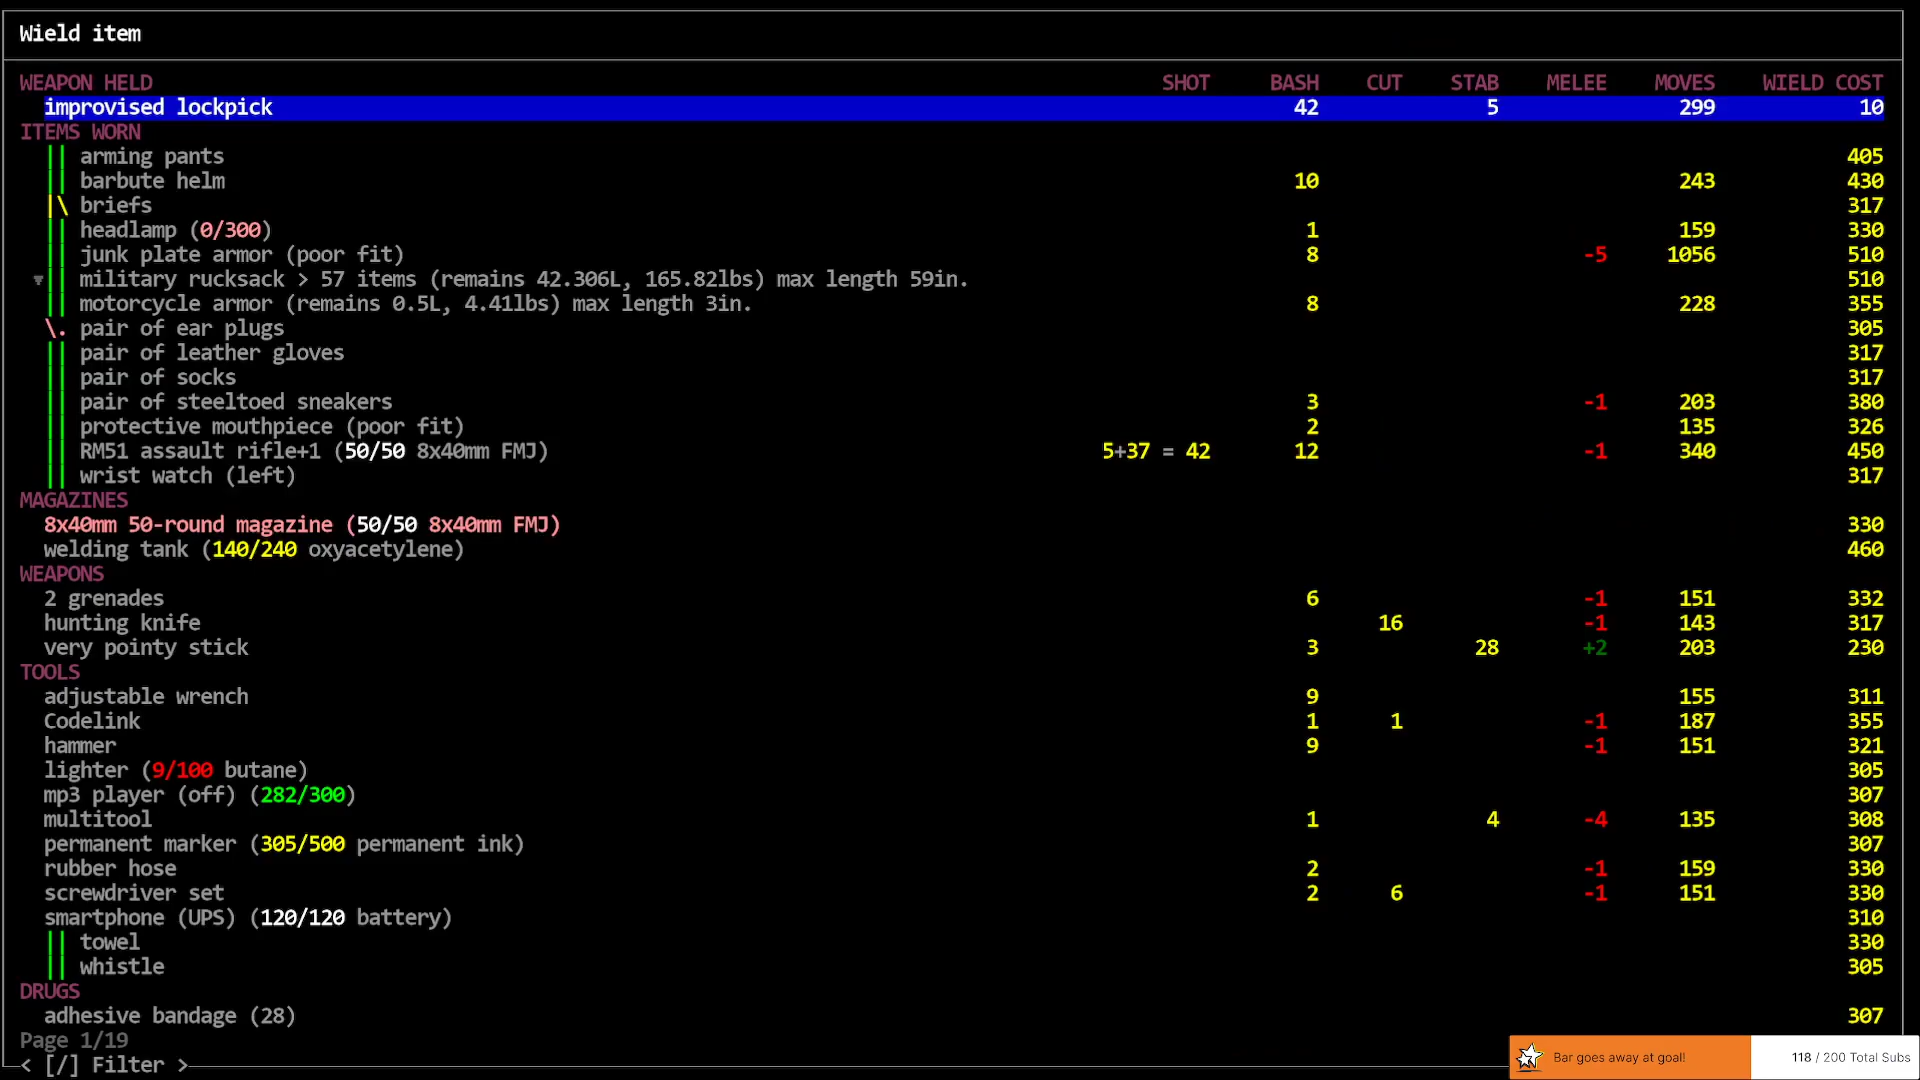 Wield item
WEAPON HELD SHOT BASH CUT STAB MELEE MOVES WIELD COST
improvised lockpick 42 5 299 10
ITEMS WORN
|| arming pants 405
|| barbute helm 10 243 430
|\ briefs 317
|| headlamp (0/300) 1 159 330
|| junk plate armor (poor fit) 8 -5 1056 510
▼|| military rucksack > 57 items (remains 42.306L, 165.82lbs) max length 59in. 510
|| motorcycle armor (remains 0.5L, 4.41lbs) max length 3in. 8 228 355
\. pair of ear plugs 305
|| pair of leather gloves 317
|| pair of socks 317
|| pair of steeltoed sneakers 3 -1 203 380
|| protective mouthpiece (poor fit) 2 135 326
|| RM51 assault rifle+1 (50/50 8x40mm FMJ) 5+37 = 42 12 -1 340 450
|| wrist watch (left) 317
MAGAZINES
8x40mm 50-round magazine (50/50 8x40mm FMJ) 330
welding tank (140/240 oxyacetylene) 460
WEAPONS
2 grenades 6 -1 151 332
hunting knife 16 -1 143 317
very pointy stick 3 28 +2 203 230
TOOLS
adjustable wrench 9 155 311
Codelink 1 1 -1 187 355
hammer 9 -1 151 321
lighter (9/100 butane) 305
mp3 player (off) (282/300) 307
multitool 1 4 -4 135 308
permanent marker (305/500 permanent ink) 307
rubber hose 2 -1 159 330
screwdriver set 2 6 -1 151 330
smartphone (UPS) (120/120 battery) 310
|| towel 330
|| whistle 305
DRUGS
adhesive bandage (28) 307
Page 1/19
< [/] Filter >
Bar goes away at goal! 118 / 200 Total Subs